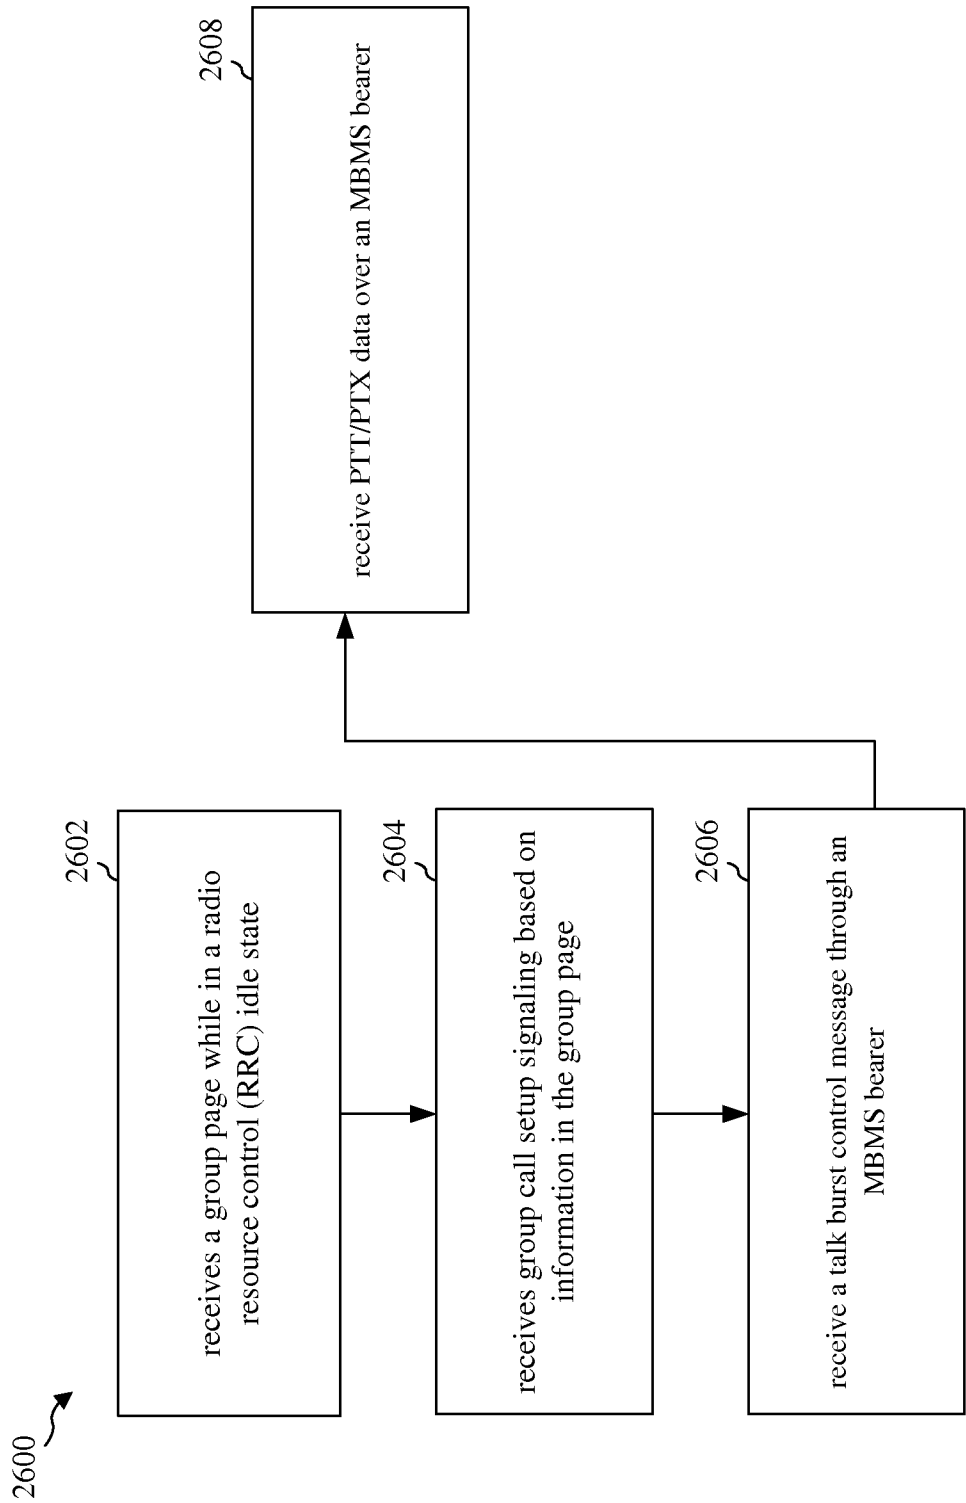 2600
2602
receives a group page while in a radio
resource control (RRC) idle state
2604
receives group call setup signaling based on
information in the group page
2606
receive a talk burst control message through an
MBMS bearer
2608
receive PTT/PTX data over an MBMS bearer